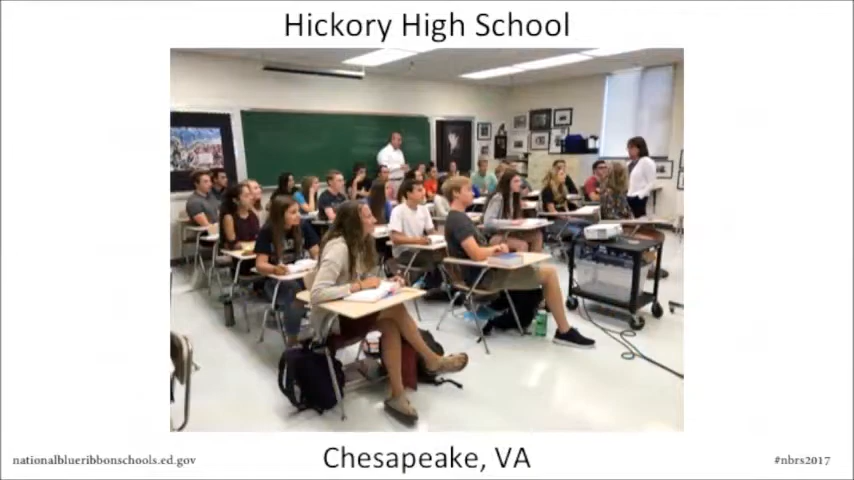 Hickory High School
Chesapeake, VA
nationalblueribbonschools.ed.gov
#nbrs2017